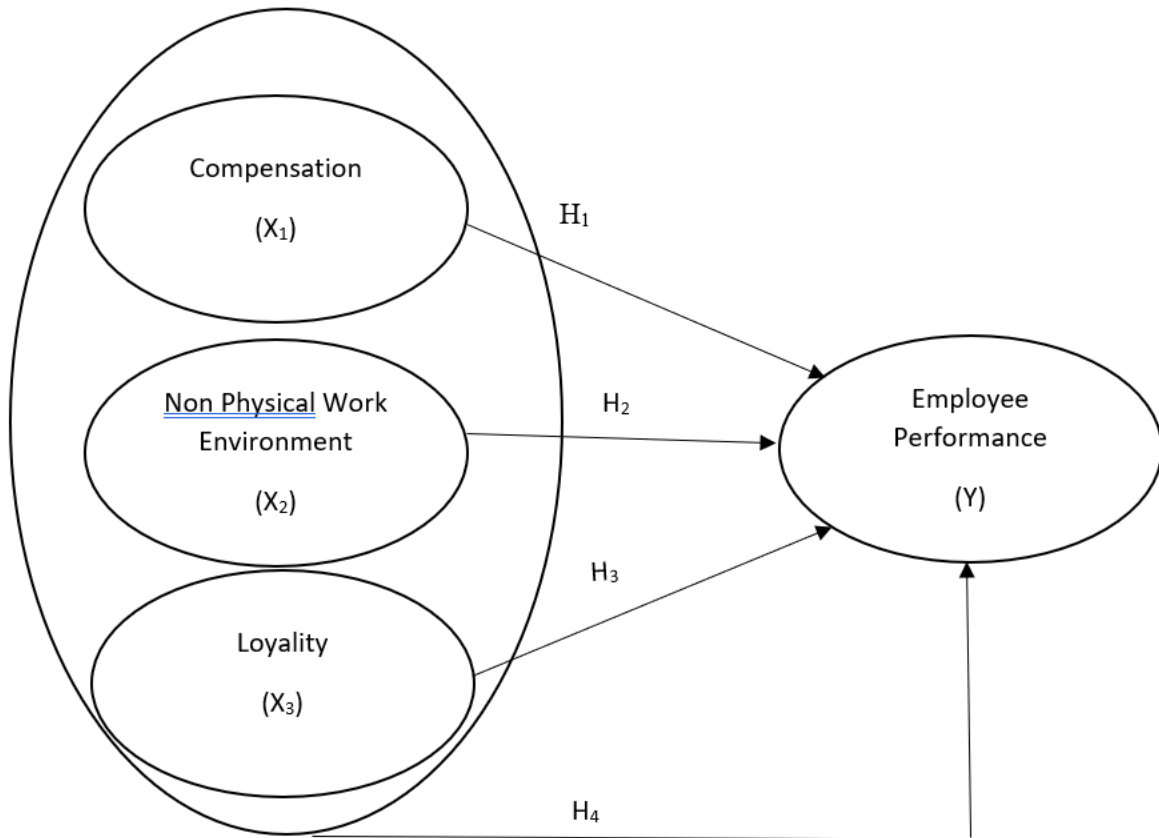 Compensation
(X₁)
H₁
Non Physical Work
Environment
(X₂)
H₂
Employee
Performance
(Y)
Loyality
(X₃)
H₃
H₄